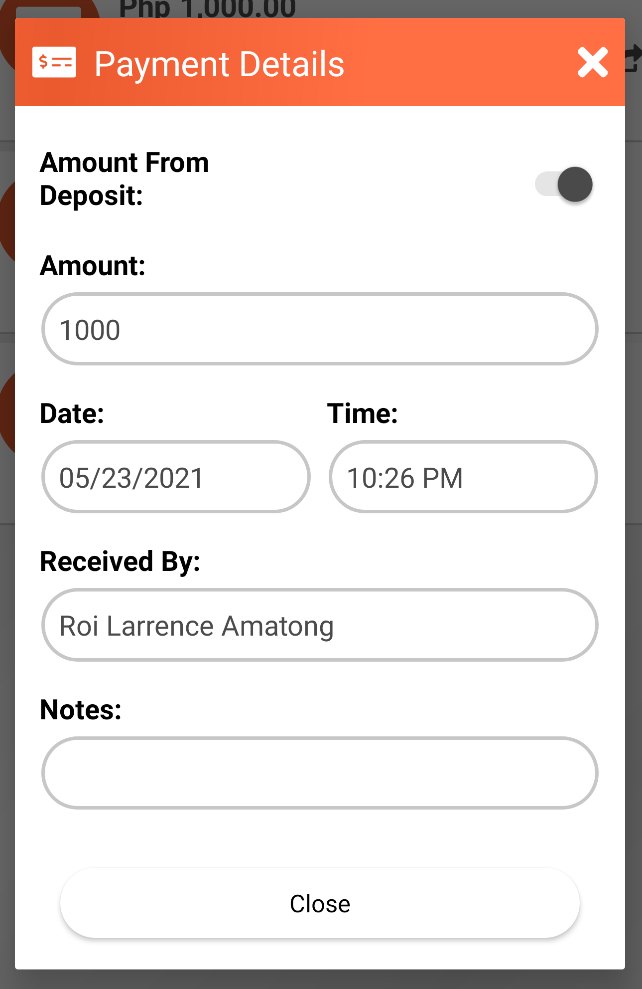 Php 1,000.00
Payment Details
Amount From
Deposit:
Amount:
1000
Date:
Time:
05/23/2021
10:26 PM
Received By:
Roi Larrence Amatong
Notes:
Close